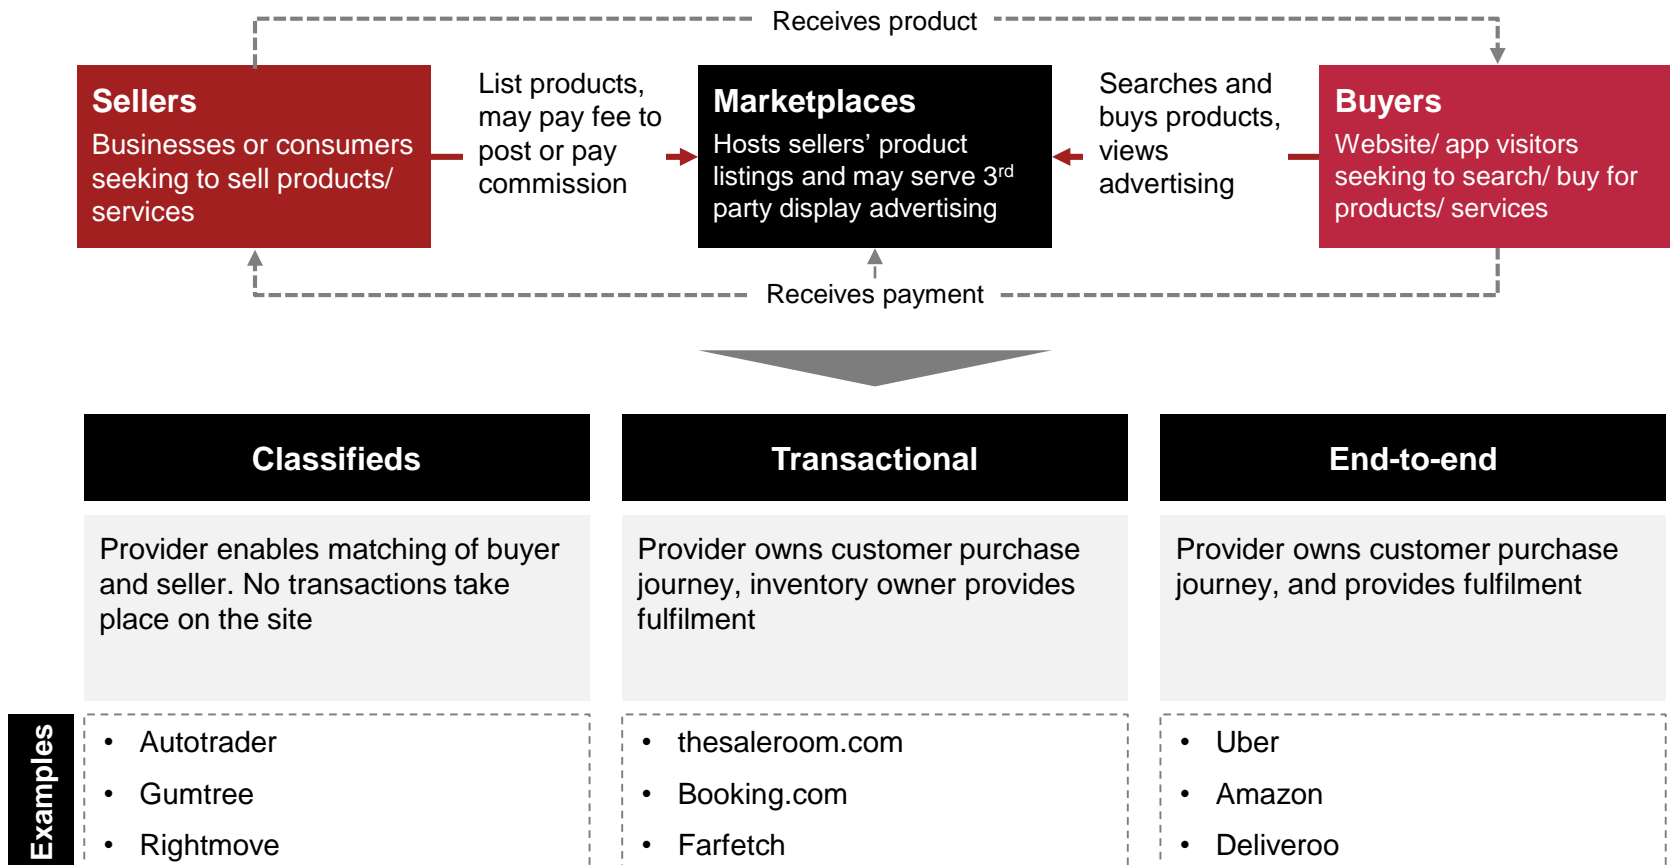 Receives product
Sellers
Businesses or consumers
seeking to sell products/
services
List products,
may pay fee to
post or pay
commission
Marketplaces
Hosts sellers’ product
listings and may serve 3rd
party display advertising
Searches and
buys products,
views
advertising
Buyers
Website/ app visitors
seeking to search/ buy for
products/ services
Receives payment
Classifieds
Transactional
End-to-end
Provider enables matching of buyer
and seller. No transactions take
place on the site
Provider owns customer purchase
journey, inventory owner provides
fulfilment
Provider owns customer purchase
journey, and provides fulfilment
Examples
• Autotrader
• Gumtree
• Rightmove
• thesaleroom.com
• Booking.com
• Farfetch
• Uber
• Amazon
• Deliveroo